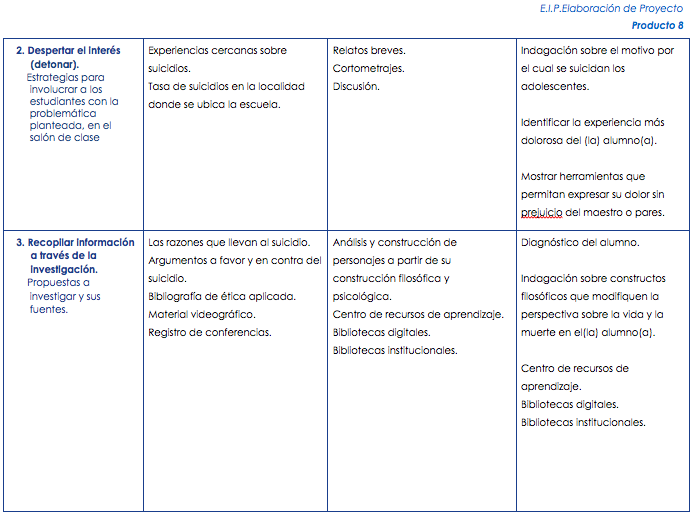 E.I.P.Elaboración de Proyecto
Producto 8
2. Despertar el interés
(detonar).
Estrategias para
involucrar a los
estudiantes con la
problemática
planteada, en el
salón de clase
Experiencias cercanas sobre
suicidios.
Tasa de suicidios en la localidad
donde se ubica la escuela.
Relatos breves.
Cortometrajes.
Discusión.
Indagación sobre el motivo por
el cual se suicidan los
adolescentes.
Identificar la experiencia más
dolorosa del (la) alumno(a).
Mostrar herramientas que
permitan expresar su dolor sin
prejuicio del maestro o pares.
3. Recopilar información
a través de la
investigación.
Propuestas a
investigar y sus
fuentes.
Las razones que llevan al suicidio.
Argumentos a favor y en contra del
suicidio.
Bibliografía de ética aplicada.
Material videográfico.
Registro de conferencias.
Análisis y construcción de
personajes a partir de su
construcción filosófica y
psicológica.
Centro de recursos de aprendizaje.
Bibliotecas digitales.
Bibliotecas institucionales.
Diagnóstico del alumno.
Indagación sobre constructos
filosóficos que modifiquen la
perspectiva sobre la vida y la
muerte en el(la) alumno(a).
Centro de recursos de
aprendizaje.
Bibliotecas digitales.
Bibliotecas institucionales.